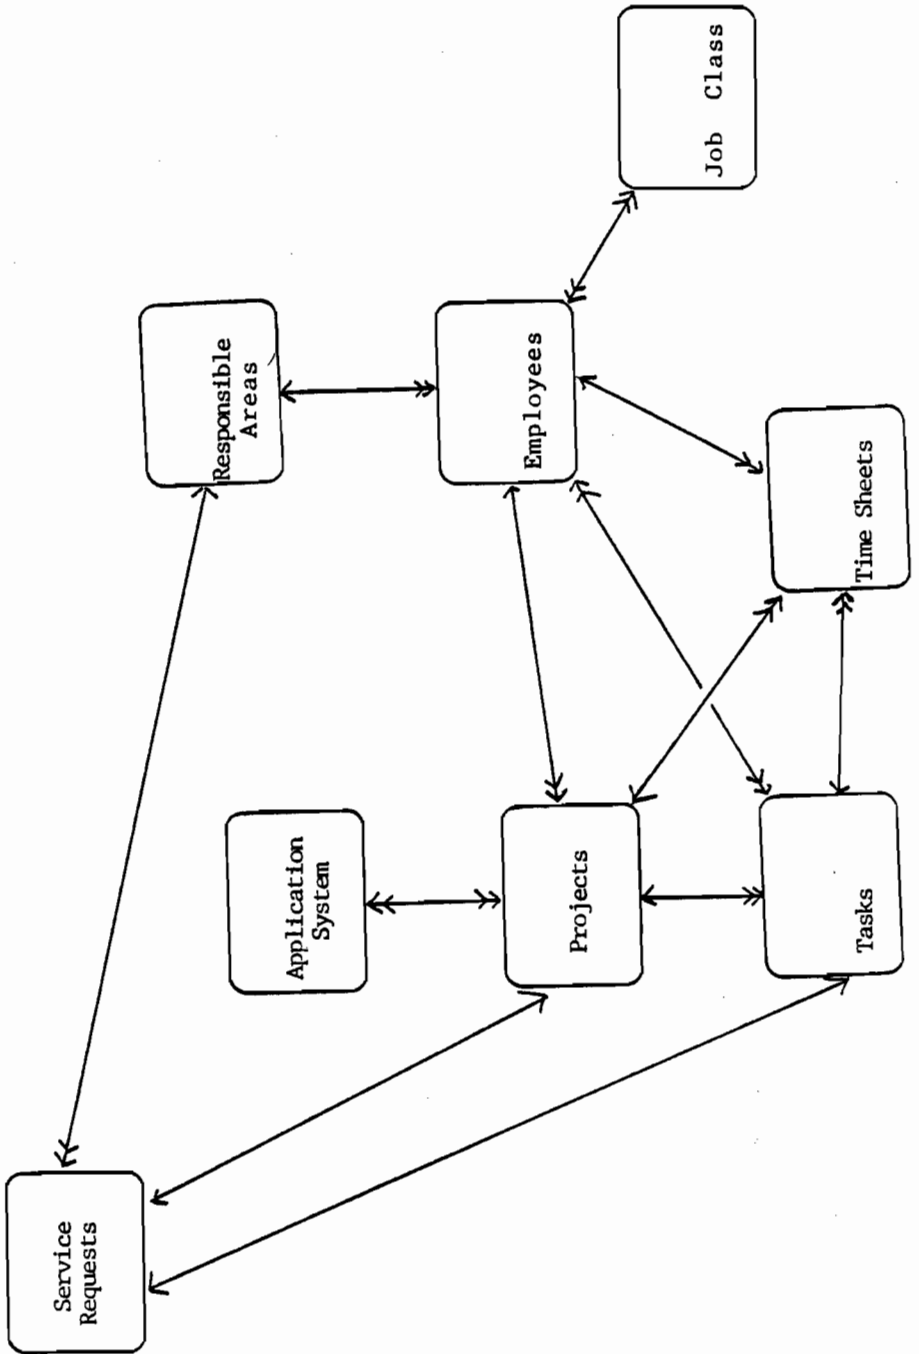 Service
Requests
Application
System
Responsible
Areas
Projects
Employees
Tasks
Time Sheets
Job Class